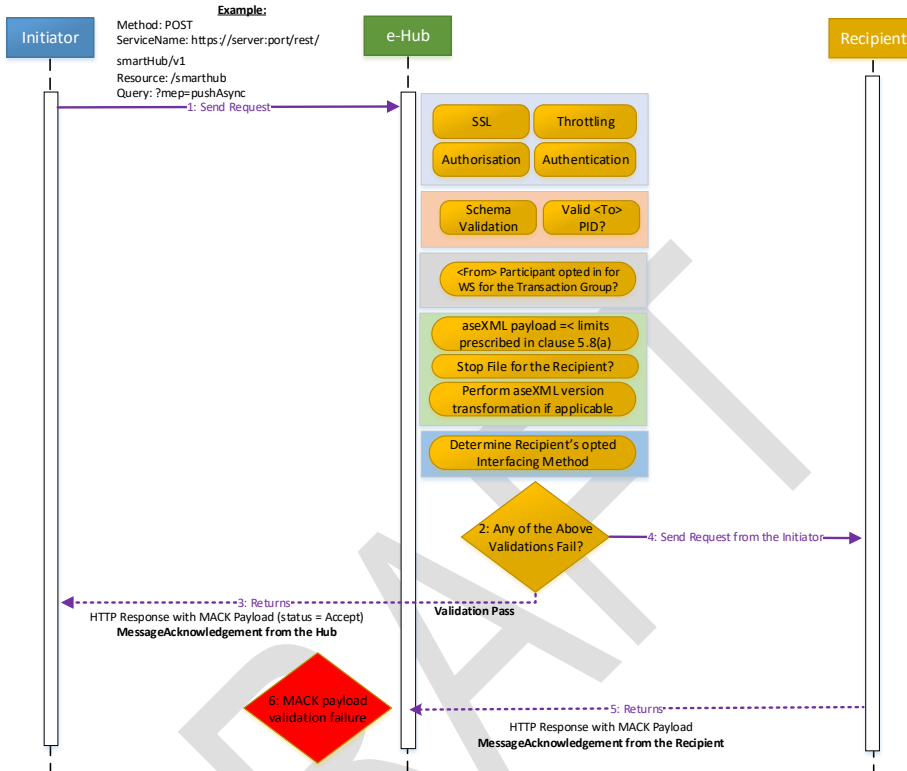 Example:
Method: POST
ServiceName: https://server:port/rest/
smartHub/v1
Resource: /smarthub
Query: ?mep=pushAsync
Initiator
e-Hub
Recipient
1: Send Request
SSL
Throttling
Authorisation
Authentication
Schema
Validation
Valid <To>
PID?
<From> Participant opted in for
WS for the Transaction Group?
aseXML payload =< limits
prescribed in clause 5.8(a)
Stop File for the Recipient?
Perform aseXML version
transformation if applicable
Determine Recipient's opted
Interfacing Method
2: Any of the Above
Validations Fail?
4: Send Request from the Initiator
3: Returns
Validation Pass
HTTP Response with MACK Payload (status = Accept)
MessageAcknowledgement from the Hub
6: MACK payload
validation failure
5: Returns
HTTP Response with MACK Payload
MessageAcknowledgement from the Recipient
DRAFT